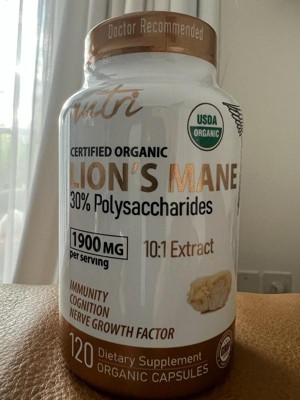 Doctor Recommended
nutri
USDA
ORGANIC
CERTIFIED ORGANIC
LION'S MANE
30% Polysaccharides
1900 MG
per serving
10:1 Extract
IMMUNITY
COGNITION
NERVE GROWTH FACTOR
120 Dietary Supplement
ORGANIC CAPSULES